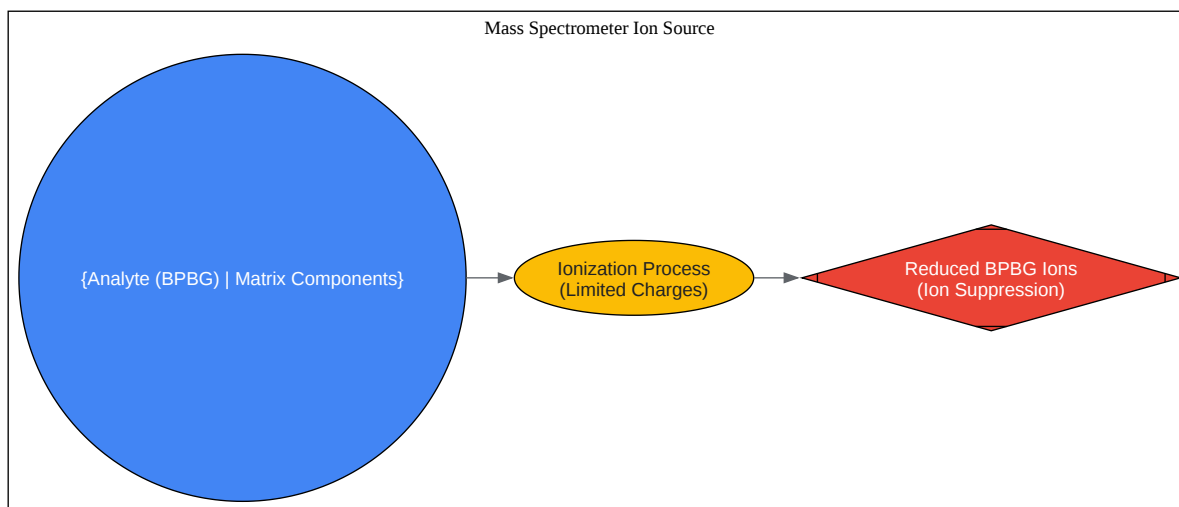 Mass Spectrometer Ion Source
{Analyte (BPBG) | Matrix Components}
Ionization Process
(Limited Charges)
Reduced BPBG Ions
(Ion Suppression)